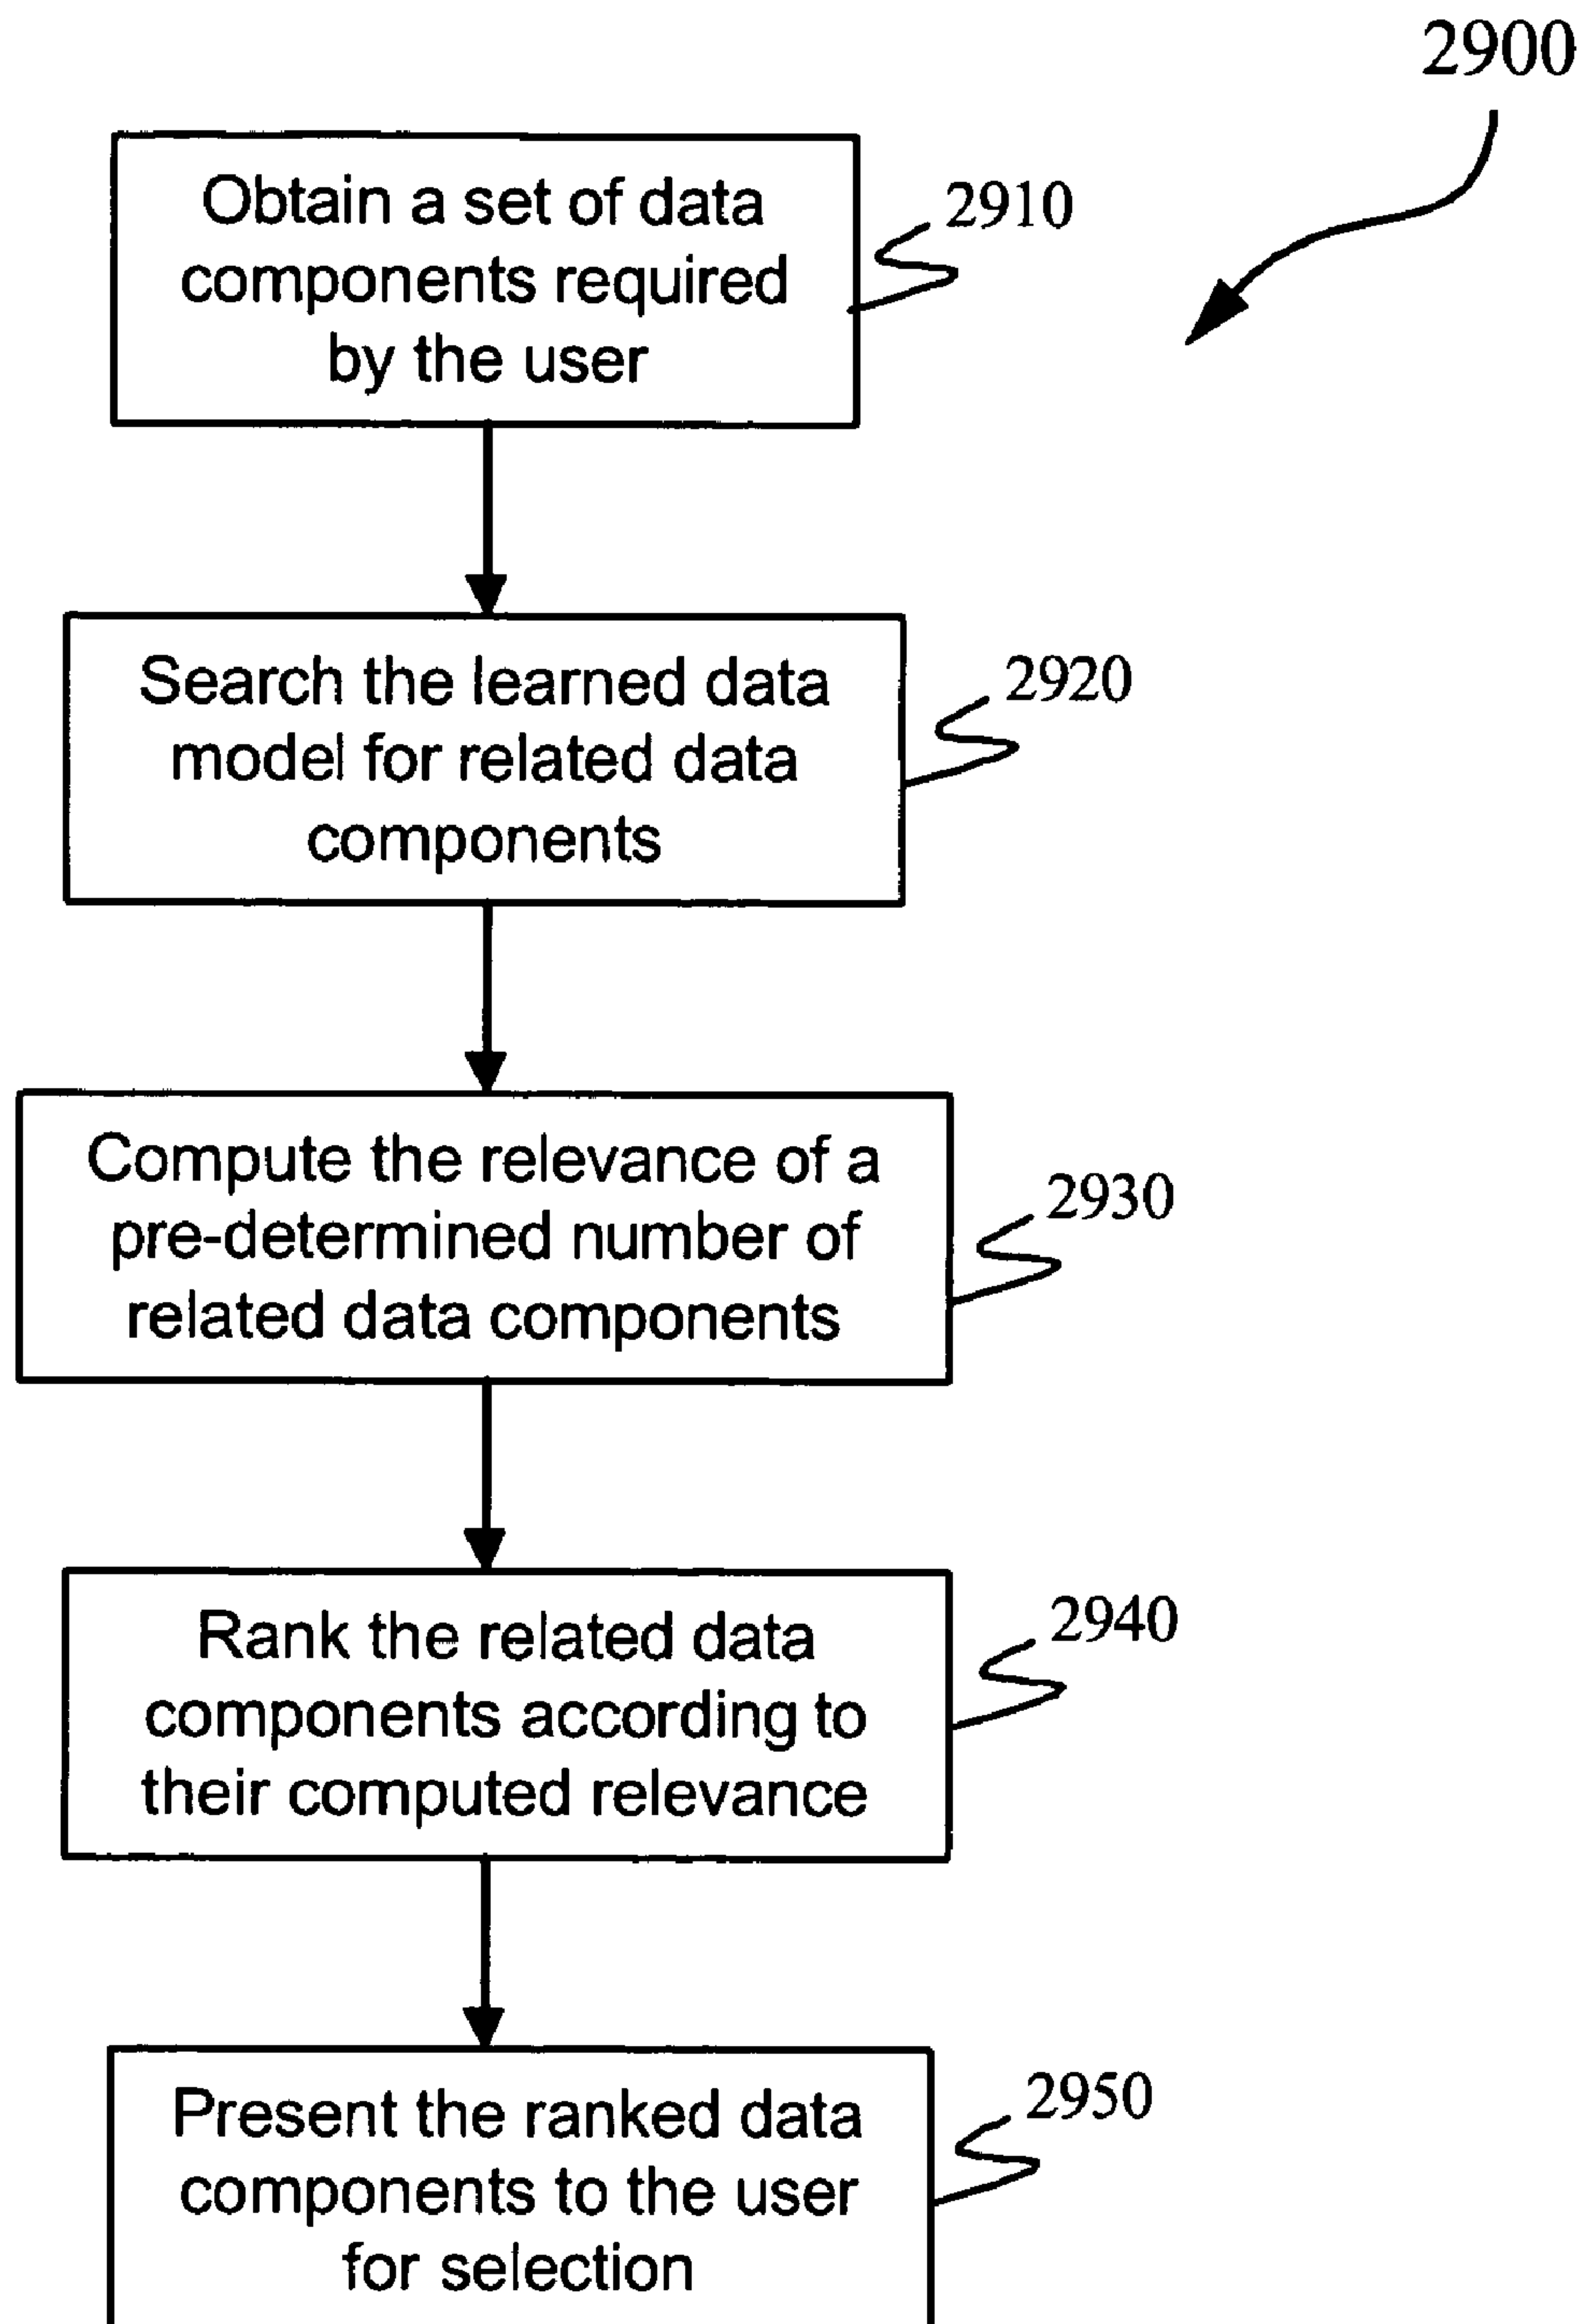 2900
Obtain a set of data
components required
by the user
2910
Search the learned data
model for related data
components
2920
Compute the relevance of a
pre-determined number of
related data components
2930
Rank the related data
components according to
their computed relevance
2940
Present the ranked data
components to the user
for selection
2950